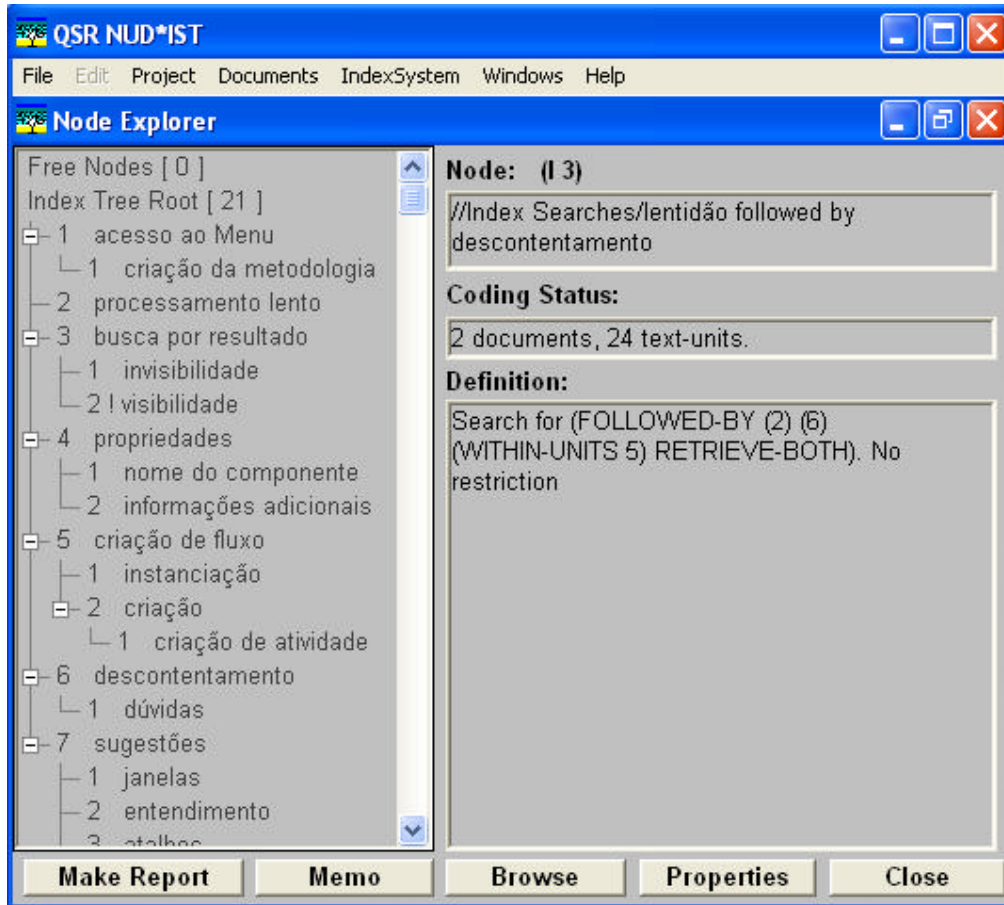 QSR NUD*IST
File Edit Project Documents IndexSystem Windows Help
Node Explorer
Free Nodes [ 0 ]
Index Tree Root [ 21 ]
1 acesso ao Menu
1 criação da metodologia
2 processamento lento
3 busca por resultado
1 invisibilidade
2 ! visibilidade
4 propriedades
1 nome do componente
2 informações adicionais
5 criação de fluxo
1 instanciação
2 criação
1 criação de atividade
6 descontentamento
1 dúvidas
7 sugestões
1 janelas
2 entendimento
3 atalhos
Node: (I 3)
//Index Searches/lentidão followed by
descontentamento
Coding Status:
2 documents, 24 text-units.
Definition:
Search for (FOLLOWED-BY (2) (6)
(WITHIN-UNITS 5) RETRIEVE-BOTH). No
restriction
Make Report Memo Browse Properties Close